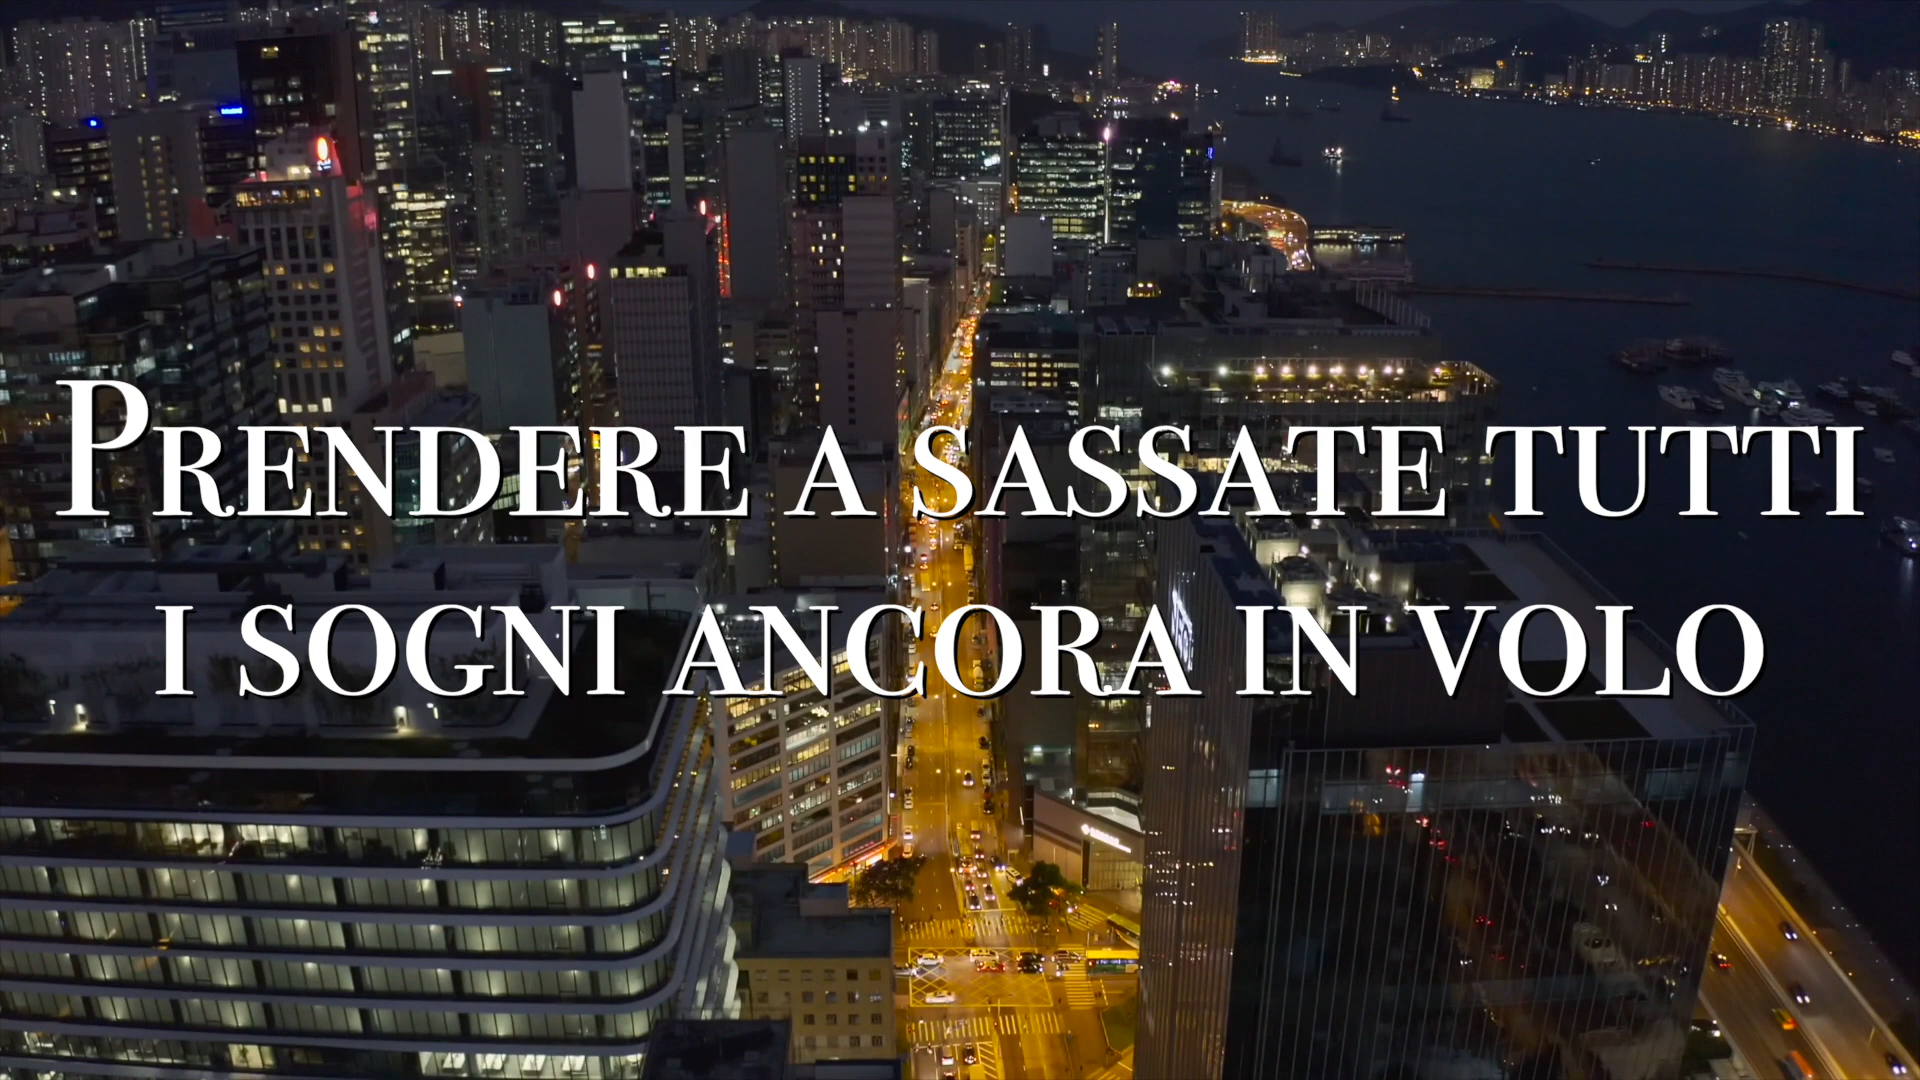 Prendere a sassate tutti
i sogni ancora in volo